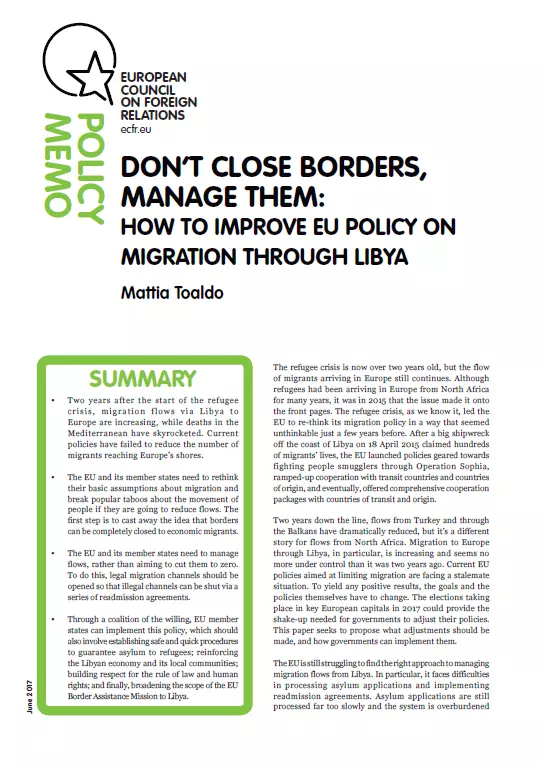 EUROPEAN
COUNCIL
ON FOREIGN
RELATIONS
ecfr.eu
POLICY
MEMO
DON'T CLOSE BORDERS,
MANAGE THEM:
HOW TO IMPROVE EU POLICY ON
MIGRATION THROUGH LIBYA
Mattia Toaldo
SUMMARY
• Two years after the start of the refugee
crisis, migration flows via Libya to
Europe are increasing, while deaths in the
Mediterranean have skyrocketed. Current
policies have failed to reduce the number of
migrants reaching Europe's shores.
• The EU and its member states need to rethink
their basic assumptions about migration and
break popular taboos about the movement of
people if they are going to reduce flows. The
first step is to cast away the idea that borders
can be completely closed to economic migrants.
• The EU and its member states need to manage
flows, rather than aiming to cut them to zero.
To do this, legal migration channels should be
opened so that illegal channels can be shut via a
series of readmission agreements.
• Through a coalition of the willing, EU member
states can implement this policy, which should
also involve establishing safe and quick procedures
to guarantee asylum to refugees; reinforcing
the Libyan economy and its local communities;
building respect for the rule of law and human
rights; and finally, broadening the scope of the EU
Border Assistance Mission to Libya.
The refugee crisis is now over two years old, but the flow
of migrants arriving in Europe still continues. Although
refugees had been arriving in Europe from North Africa
for many years, it was in 2015 that the issue made it onto
the front pages. The refugee crisis, as we know it, led the
EU to re-think its migration policy in a way that seemed
unthinkable just a few years before. After a big shipwreck
off the coast of Libya on 18 April 2015 claimed hundreds
of migrants' lives, the EU launched policies geared towards
fighting people smugglers through Operation Sophia,
ramped-up cooperation with transit countries and countries
of origin, and eventually, offered comprehensive cooperation
packages with countries of transit and origin.
Two years down the line, flows from Turkey and through
the Balkans have dramatically reduced, but it's a different
story for flows from North Africa. Migration to Europe
through Libya, in particular, is increasing and seems no
more under control than it was two years ago. Current EU
policies aimed at limiting migration are facing a stalemate
situation. To yield any positive results, the goals and the
policies themselves have to change. The elections taking
place in key European capitals in 2017 could provide the
shake-up needed for governments to adjust their policies.
This paper seeks to propose what adjustments should be
made, and how governments can implement them.
The EU is still struggling to find the right approach to managing
migration flows from Libya. In particular, it faces difficulties
in processing asylum applications and implementing
readmission agreements. Asylum applications are still
processed far too slowly and the system is overburdened
June 2017